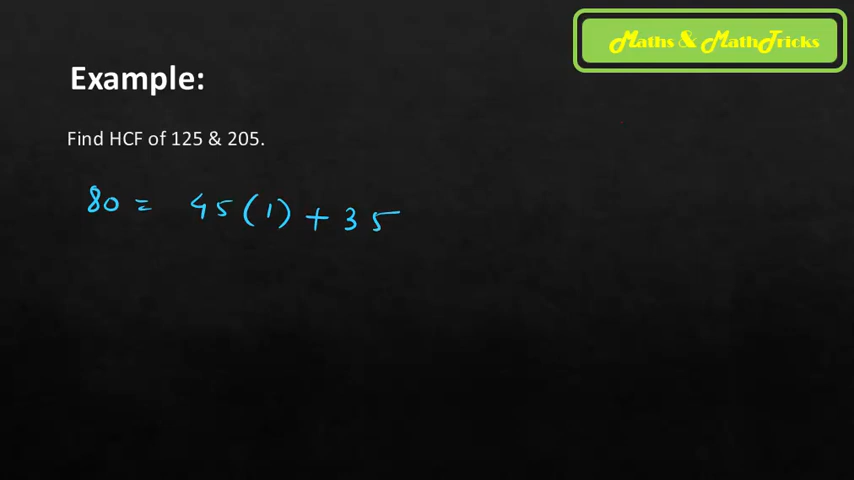 Maths & MathTricks
Example:
Find HCF of 125 & 205.
80 = 45(1) + 35